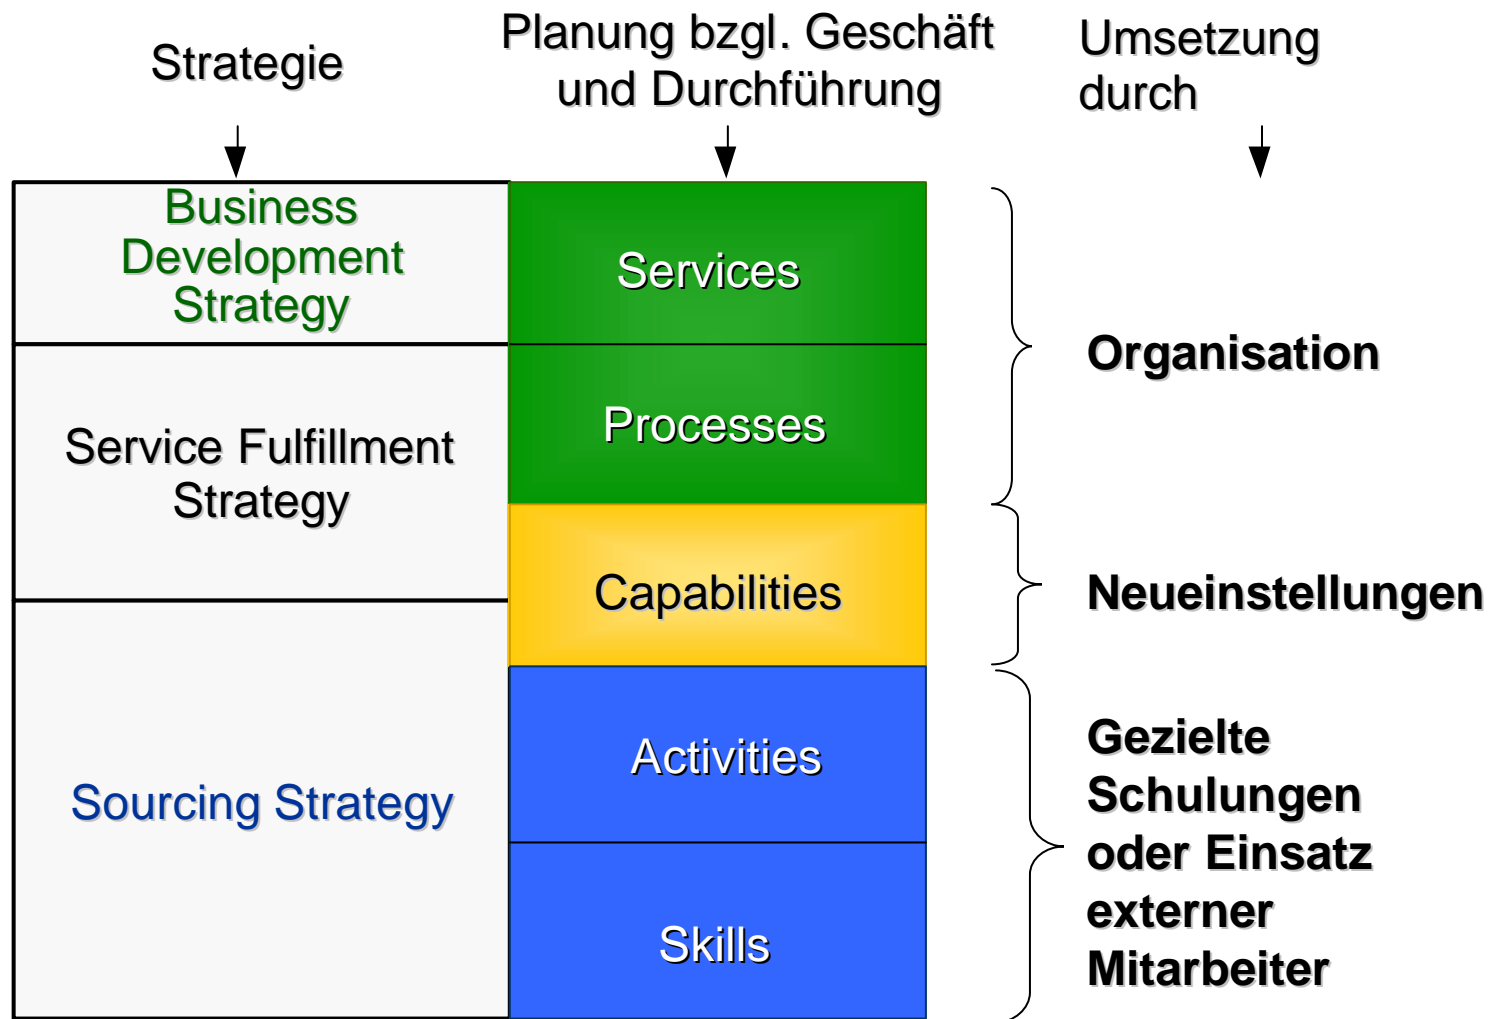 Strategie
Planung bzgl. Geschäft
und Durchführung
Umsetzung
durch
Business
Development
Strategy
Services
Organisation
Service Fulfillment
Strategy
Processes
Capabilities
Neueinstellungen
Sourcing Strategy
Activities
Skills
Gezielte
Schulungen
oder Einsatz
externer
Mitarbeiter